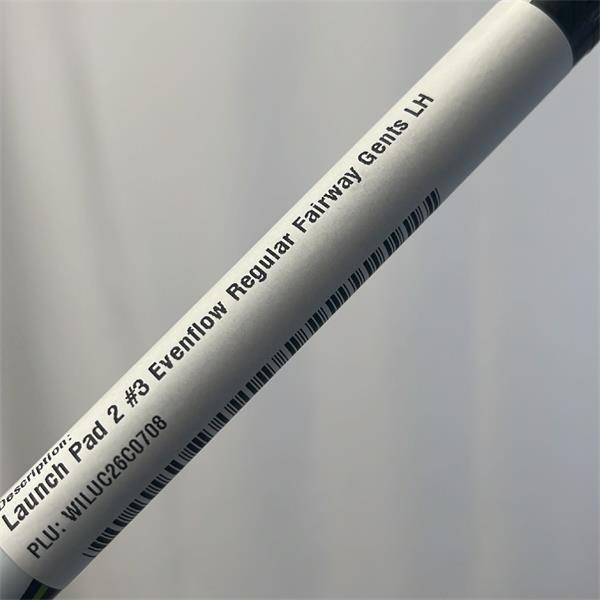 Description:
Launch Pad 2 #3 Evenflow Regular Fairway Gents LH
PLU: WILUC26C0708